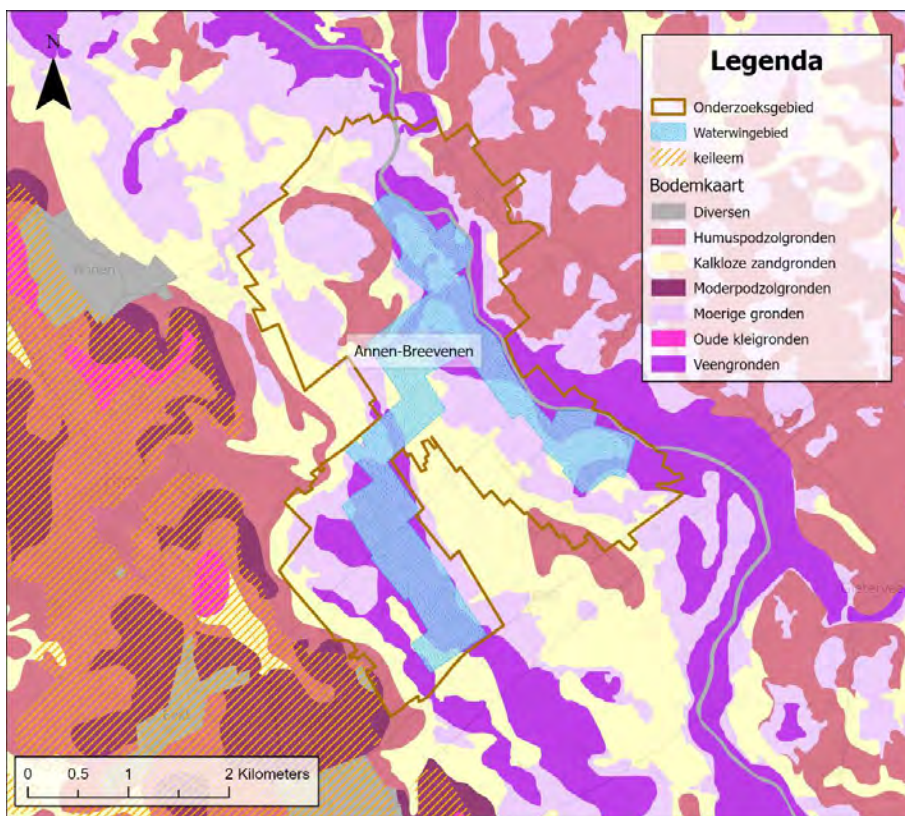 N
Legenda
Onderzoeksgebied
Waterwingebied
keileem
Bodemkaart
Diversen
Humuspodzolgronden
Kalkloze zandgronden
Moderpodzolgronden
Moerige gronden
Oude kleigronden
Veengronden
Annen-Breevenen
0 0.5 1 2 Kilometers